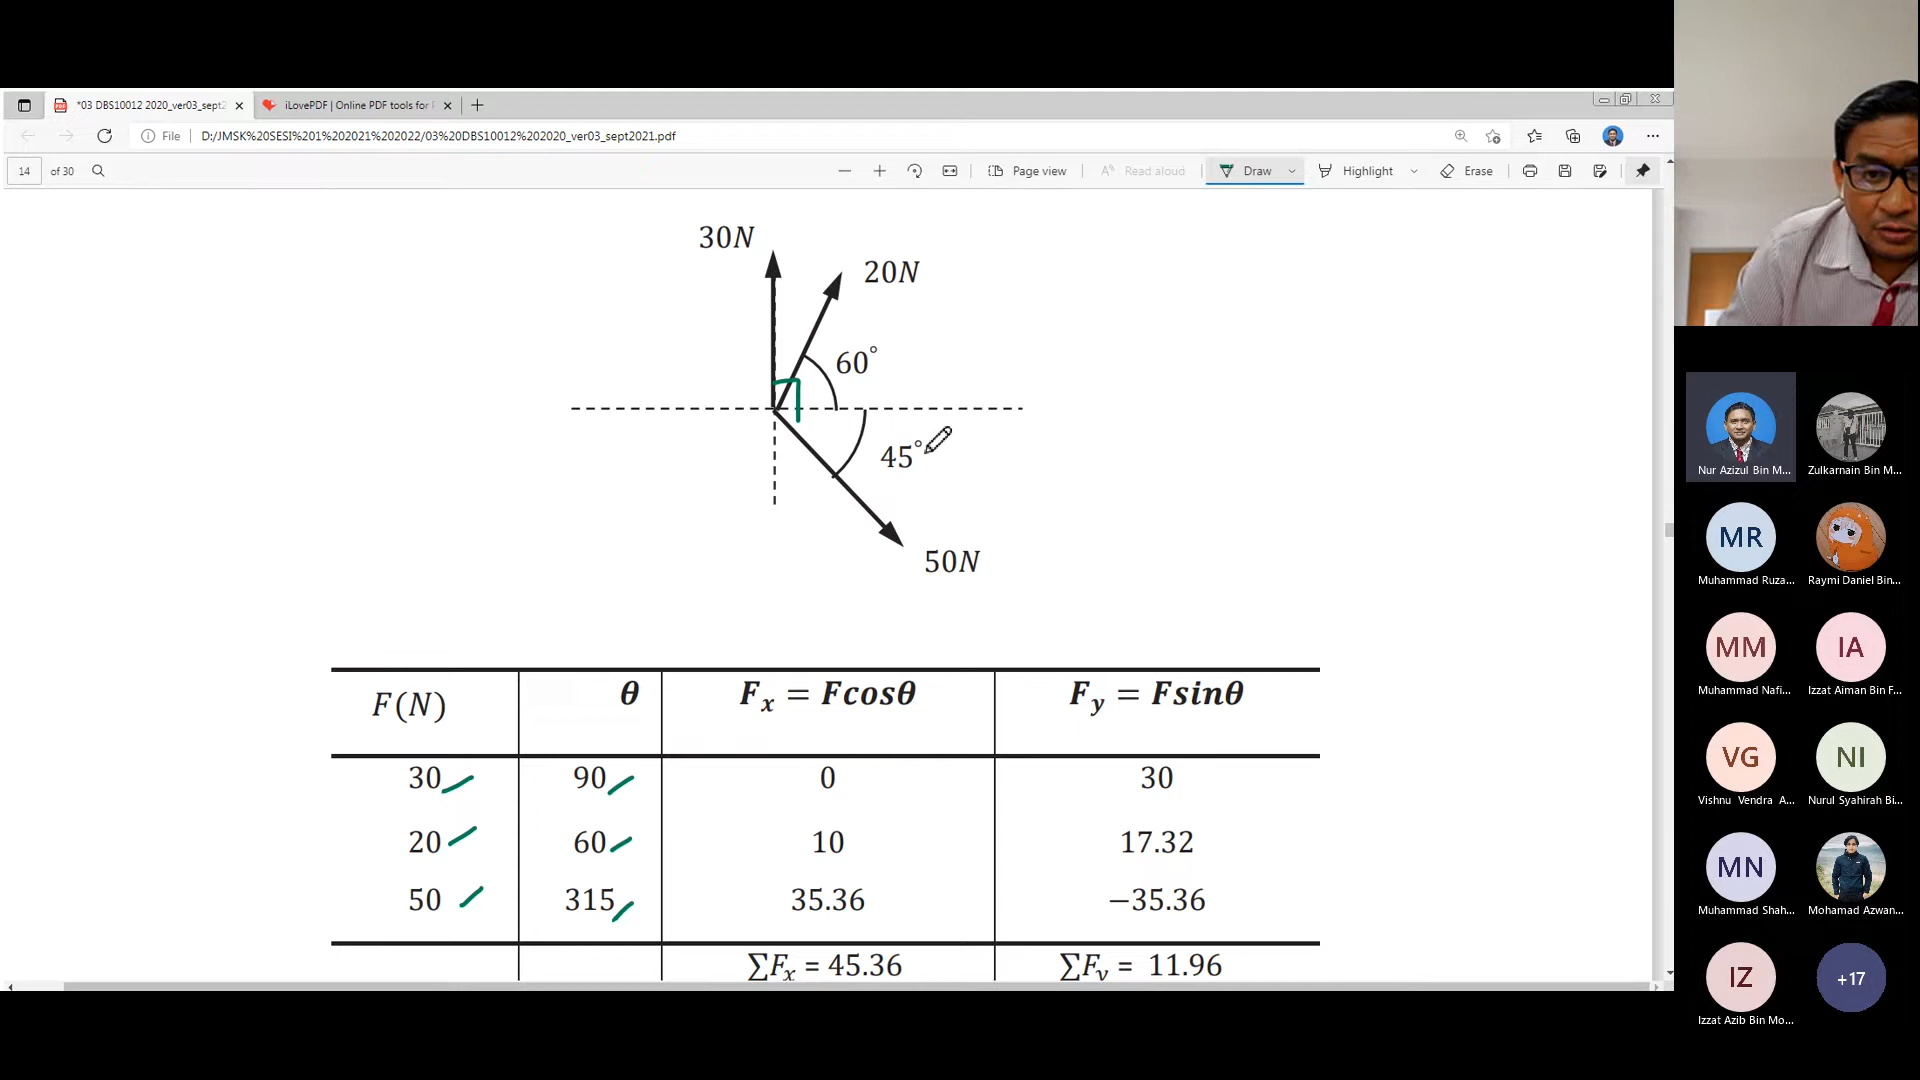 *03 DBS10012 2020_ver03_sept2
iLovePDF | Online PDF tools for
File
D:/JMSK%20SESI%201%202021%202022/03%20DBS10012%202020_ver03_sept2021.pdf
14 of 30
Page view
Read aloud
Draw
Highlight
Erase
30N
20N
60°
45°
50N
F(N) θ Fₓ = Fcosθ F_y = Fsinθ
30 90 0 30
20 60 10 17.32
50 315 35.36 −35.36
∑Fₓ = 45.36 ∑F_y = 11.96
Nur Azizul Bin M... Zulkarnain Bin M...
MR
Muhammad Ruza... Raymi Daniel Bin...
MM IA
Muhammad Nafi... Izzat Aiman Bin F...
VG NI
Vishnu Vendra A... Nurul Syahirah Bi...
MN
Muhammad Shah... Mohamad Azwan...
IZ +17
Izzat Azib Bin Mo...